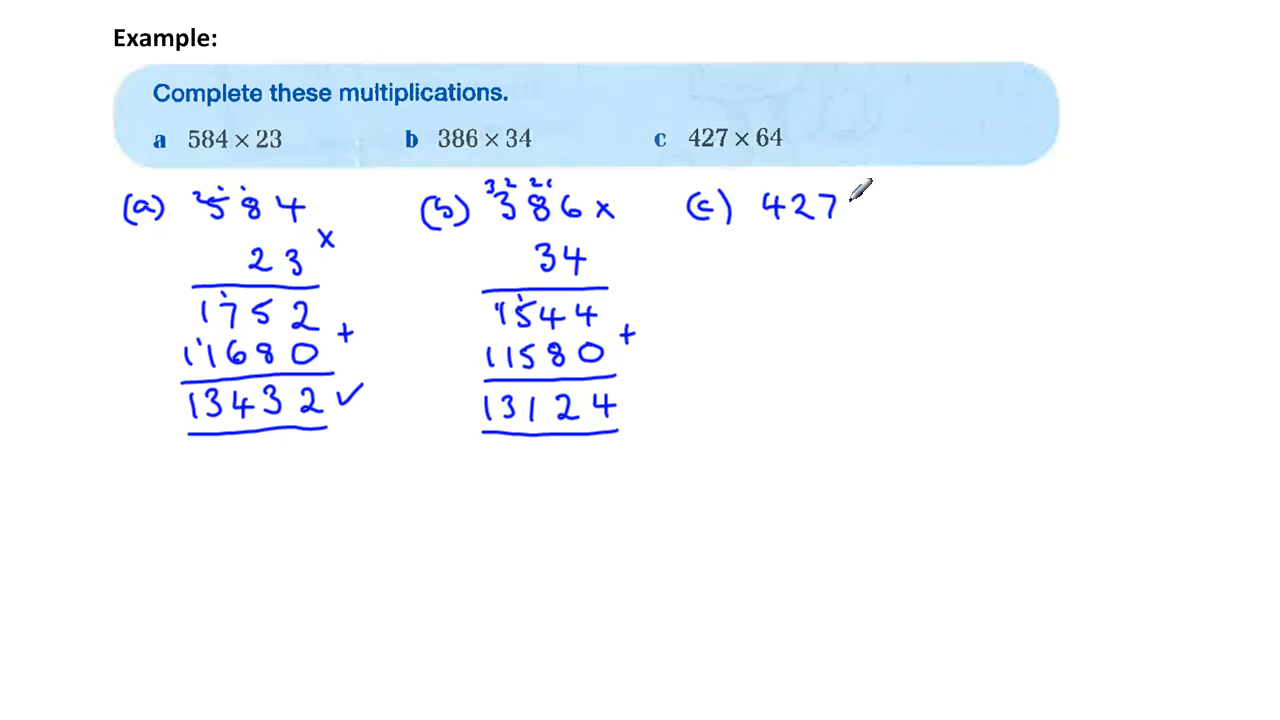 Example:
Complete these multiplications.
a 584 × 23 b 386 × 34 c 427 × 64
(a) 584
23 ×
1752
11680 +
13432 ✓
(b) 386 ×
34
1544
11580 +
13124
(c) 427